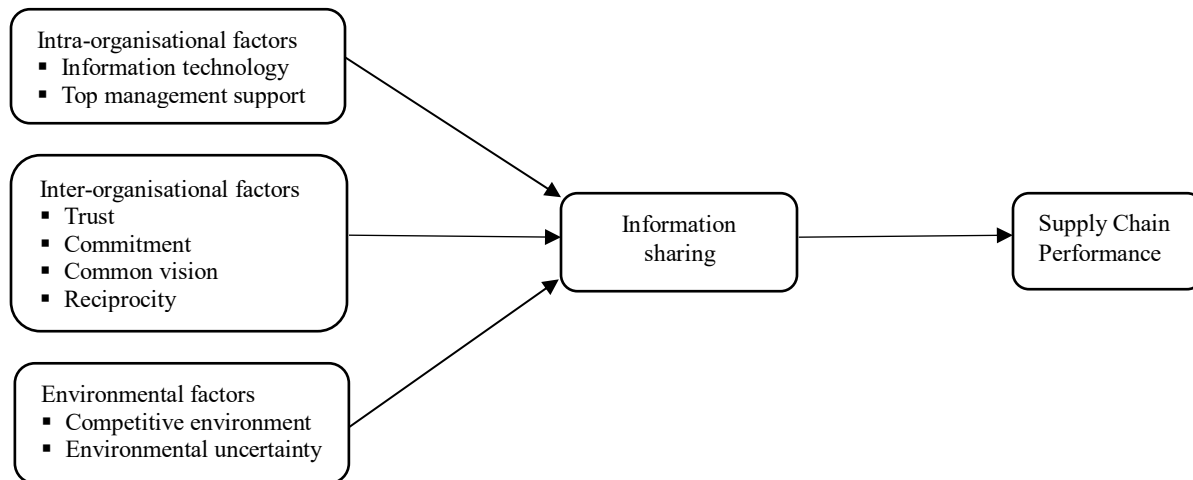 Intra-organisational factors
▪ Information technology
▪ Top management support
Inter-organisational factors
▪ Trust
▪ Commitment
▪ Common vision
▪ Reciprocity
Environmental factors
▪ Competitive environment
▪ Environmental uncertainty
Information
sharing
Supply Chain
Performance